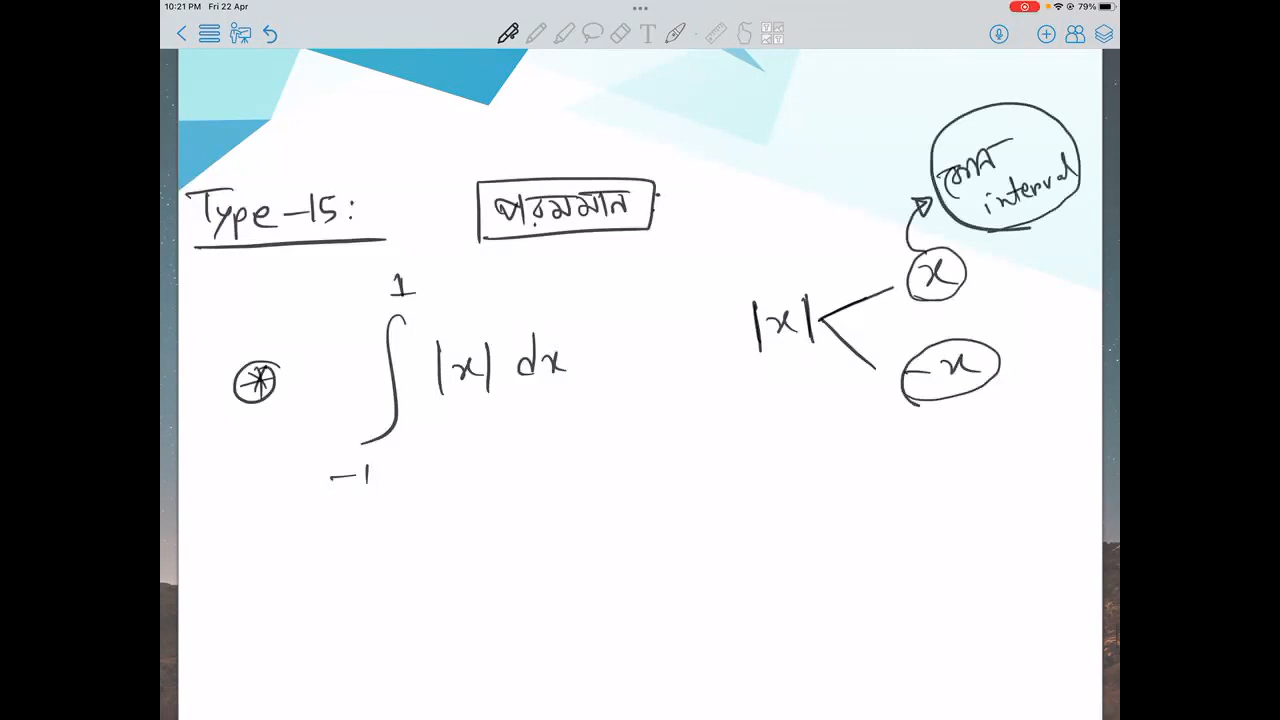 10:21 PM Fri 22 Apr
79%
Type-15: পরমমান
কোন
interval
1
∫ |x| dx
-1
|x|
x
-x